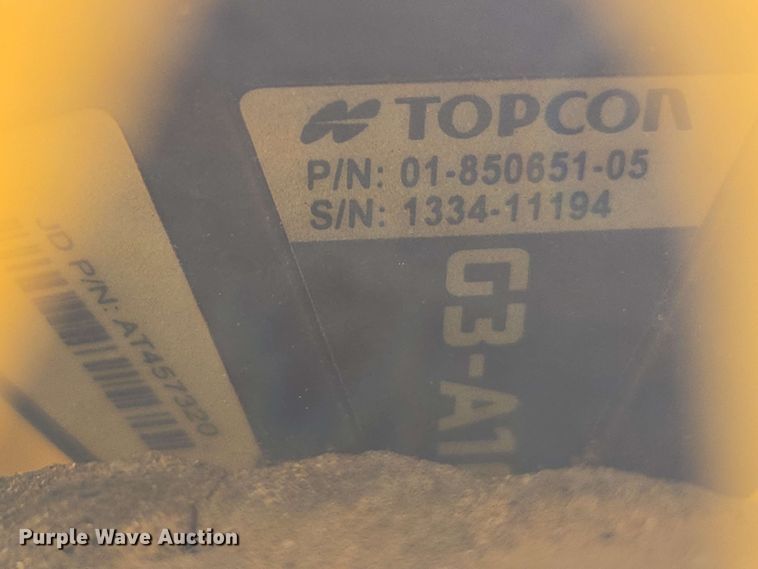 TOPCON
P/N: 01-850651-05
S/N: 1334-11194
JD P/N: AT457320
Purple Wave Auction